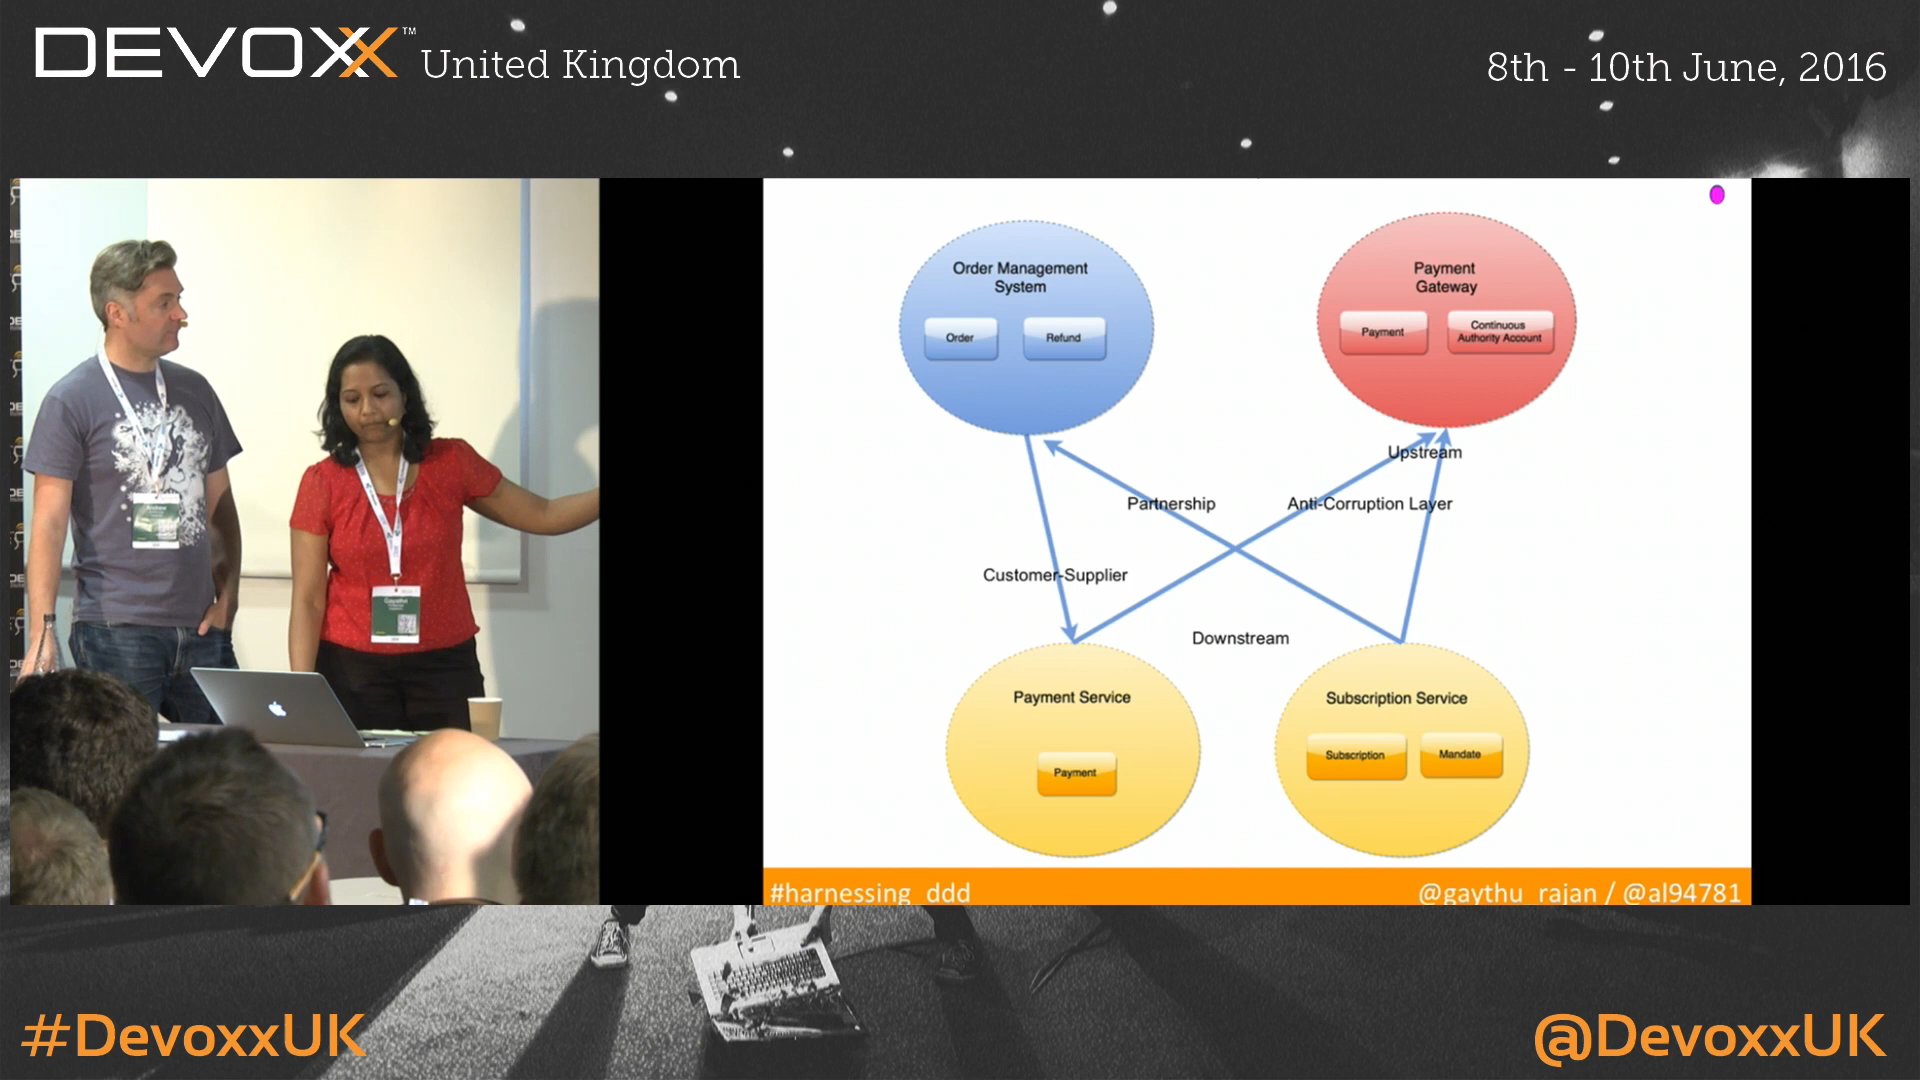 DEVOXX™ United Kingdom
8th - 10th June, 2016
Order Management
System
Order
Refund
Payment
Gateway
Payment
Continuous
Authority Account
Upstream
Partnership
Anti-Corruption Layer
Customer-Supplier
Downstream
Payment Service
Payment
Subscription Service
Subscription
Mandate
#harnessing_ddd
@gaythu_rajan / @al94781
#DevoxxUK
@DevoxxUK